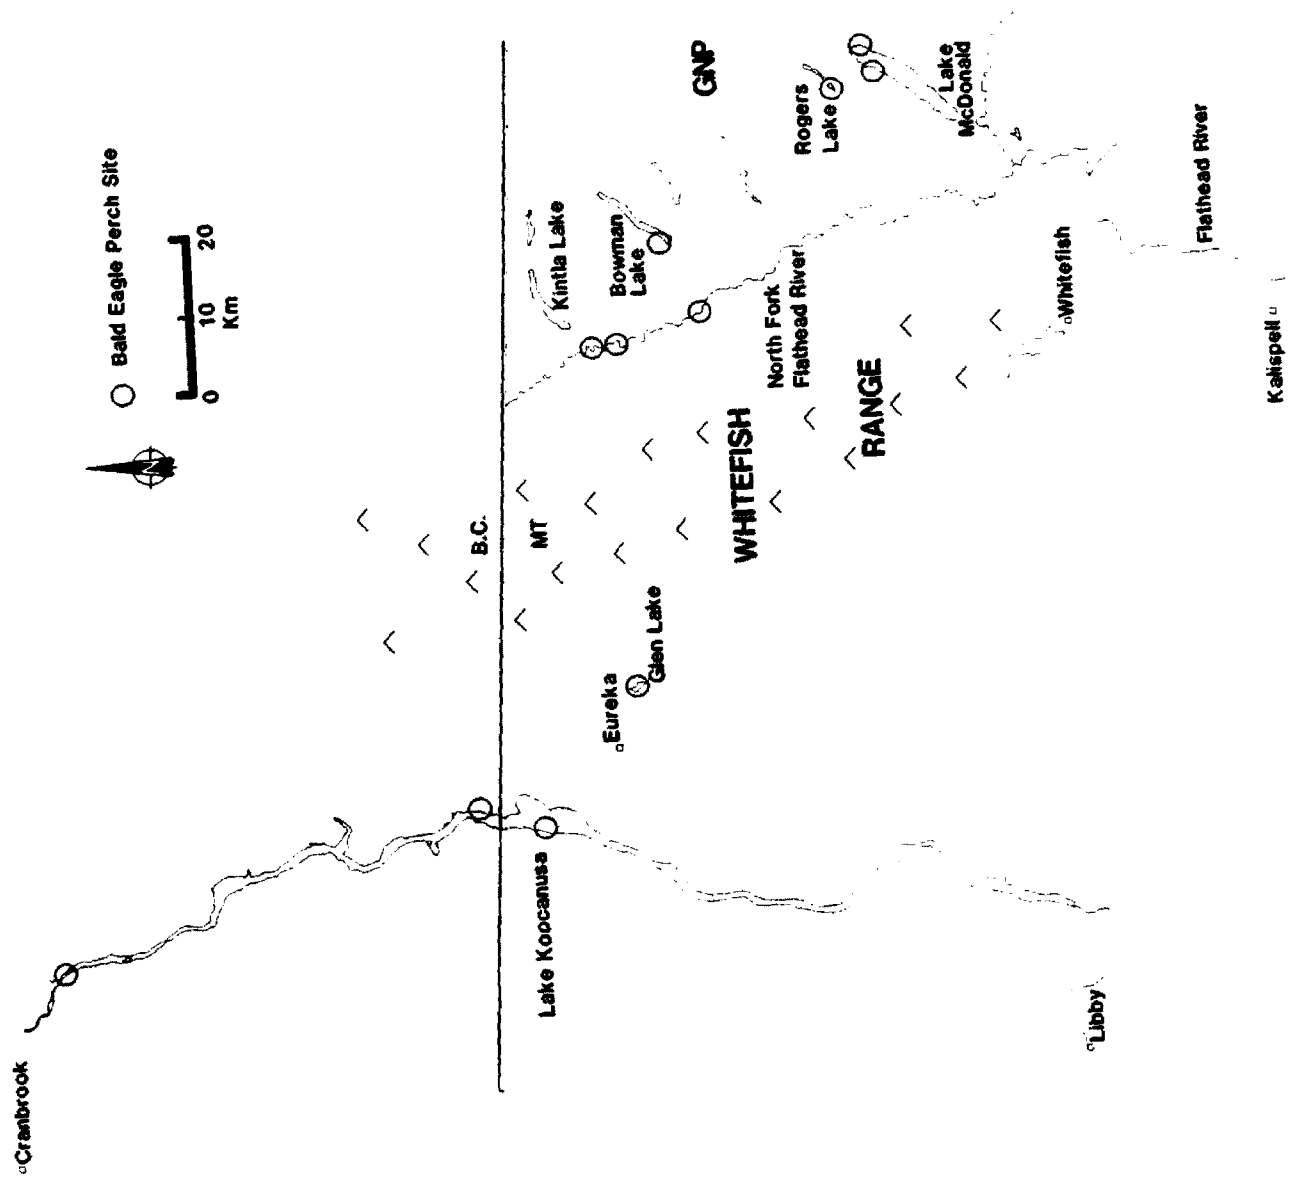 Cranbrook
Bald Eagle Perch Site
0 10 20
Km
N
B.C.
MT
Lake Koocanusa
Eureka
Glen Lake
Kintla Lake
Bowman
Lake
GNP
WHITEFISH
RANGE
North Fork
Flathead River
Rogers
Lake
Lake
McDonald
Whitefish
Flathead River
Libby
Kalispell